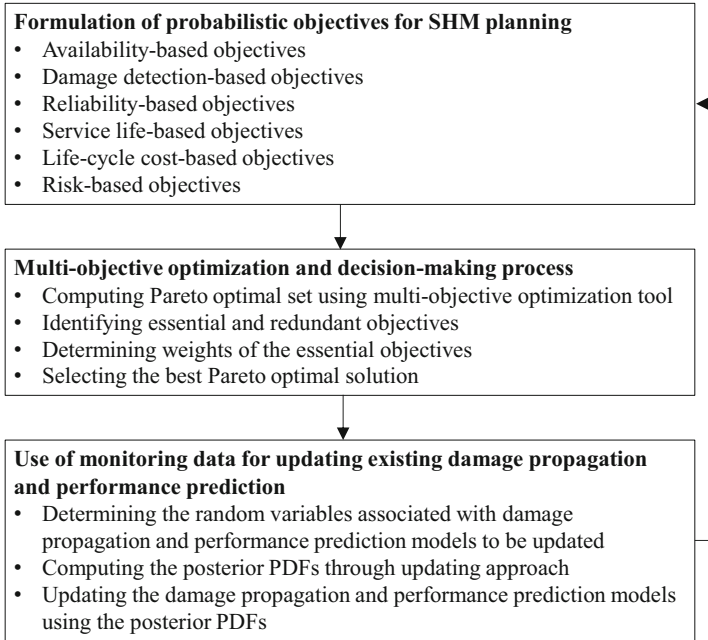 Formulation of probabilistic objectives for SHM planning
• Availability-based objectives
• Damage detection-based objectives
• Reliability-based objectives
• Service life-based objectives
• Life-cycle cost-based objectives
• Risk-based objectives
Multi-objective optimization and decision-making process
• Computing Pareto optimal set using multi-objective optimization tool
• Identifying essential and redundant objectives
• Determining weights of the essential objectives
• Selecting the best Pareto optimal solution
Use of monitoring data for updating existing damage propagation
and performance prediction
• Determining the random variables associated with damage
propagation and performance prediction models to be updated
• Computing the posterior PDFs through updating approach
• Updating the damage propagation and performance prediction models
using the posterior PDFs